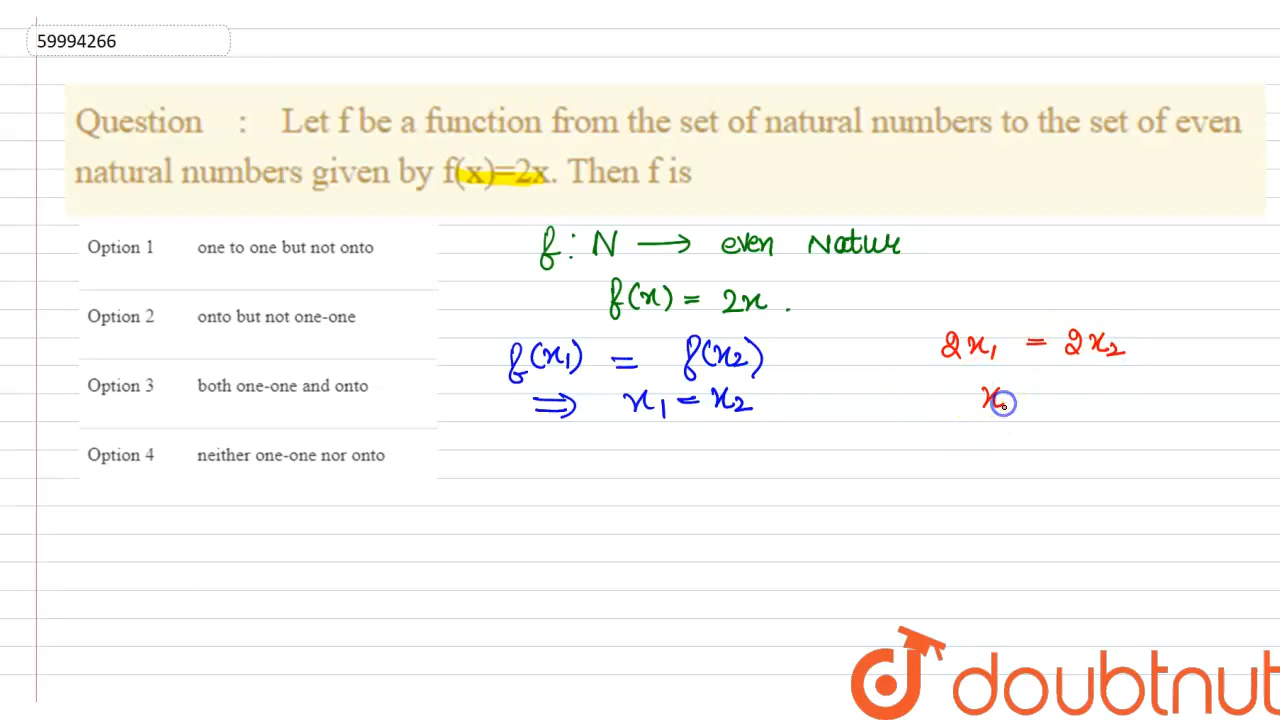 59994266
Question : Let f be a function from the set of natural numbers to the set of even
natural numbers given by f(x)=2x. Then f is
Option 1 one to one but not onto
Option 2 onto but not one-one
Option 3 both one-one and onto
Option 4 neither one-one nor onto
f : N → even Natur
f(x) = 2x .
f(x₁) = f(x₂)
⇒ x₁ = x₂
2x₁ = 2x₂
x
doubtnut